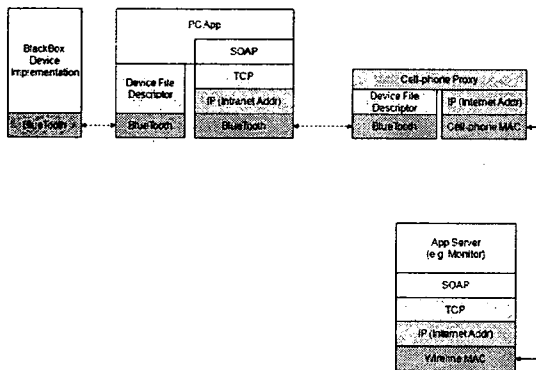 BlackBox
Device
Implementation
BlueTooth
PC App
SOAP
TCP
IP (Intranet Addr)
BlueTooth
Device File
Descriptor
BlueTooth
Cell-phone Proxy
Device File
Descriptor
BlueTooth
IP (Internet Addr)
Cell-phone MAC
App Server
(e.g. Monitor)
SOAP
TCP
IP (Internet Addr)
Wireline MAC